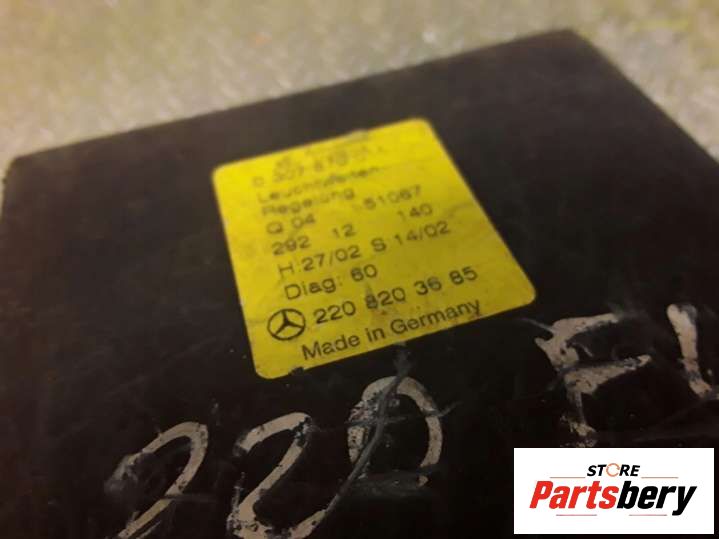 Regelung
Q 04 51067
292 12 140
H 27/02 S 14/02
Diag: 60
220 820 36 85
Made in Germany
220
STORE
Partsbery